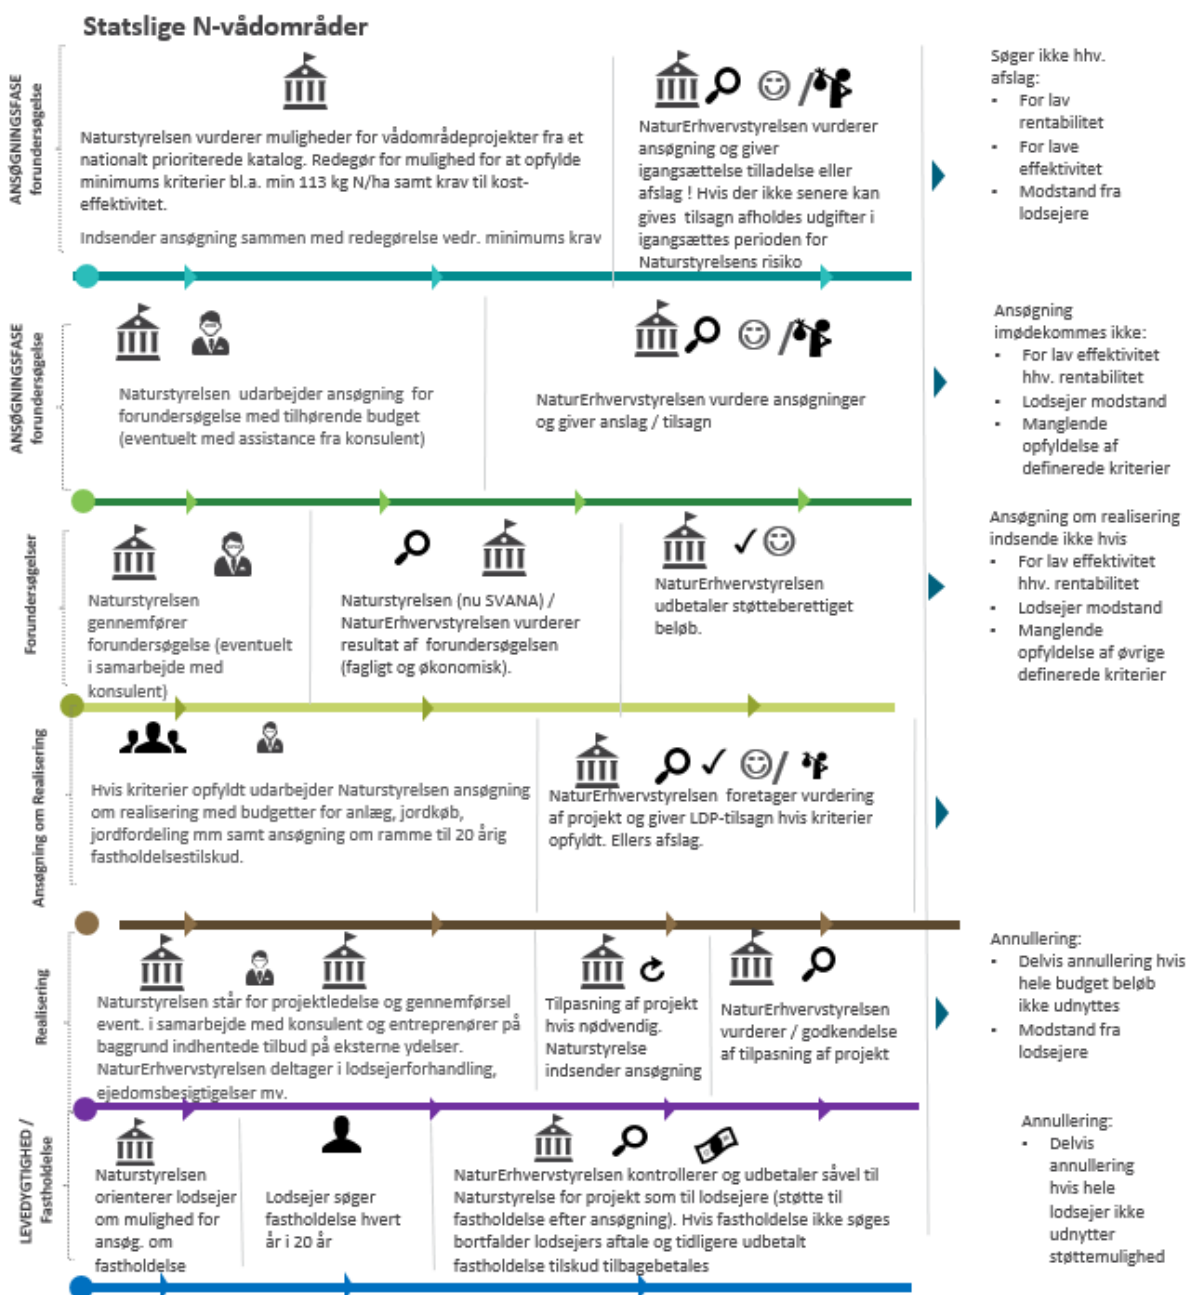 Statslige N-vådområder
ANSØGNINGSFASE
forundersøgelse
Naturstyrelsen vurderer muligheder for vådområdeprojekter fra et
nationalt prioriterede katalog. Redegør for mulighed for at opfylde
minimums kriterier bl.a. min 113 kg N/ha samt krav til kost-
effektivitet.
Indsender ansøgning sammen med redegørelse vedr. minimums krav
NaturErhvervstyrelsen vurderer
ansøgning og giver
igangsættelse tilladelse eller
afslag ! Hvis der ikke senere kan
gives tilsagn afholdes udgifter i
igangsættes perioden for
Naturstyrelsens risiko
Søger ikke hhv.
afslag:
▪ For lav
rentabilitet
▪ For lave
effektivitet
▪ Modstand fra
lodsejere
ANSØGNINGSFASE
forundersøgelse
Naturstyrelsen udarbejder ansøgning for
forundersøgelse med tilhørende budget
(eventuelt med assistance fra konsulent)
NaturErhvervstyrelsen vurdere ansøgninger
og giver anslag / tilsagn
Ansøgning
imødekommes ikke:
▪ For lav effektivitet
hhv. rentabilitet
▪ Lodsejer modstand
▪ Manglende
opfyldelse af
definerede kriterier
Forundersøgelser
Naturstyrelsen
gennemfører
forundersøgelse (eventuelt
i samarbejde med
konsulent)
Naturstyrelsen (nu SVANA) /
NaturErhvervstyrelsen vurderer
resultat af forundersøgelsen
(fagligt og økonomisk).
NaturErhvervstyrelsen
udbetaler støtteberettiget
beløb.
Ansøgning om realisering
indsende ikke hvis
▪ For lav effektivitet
hhv. rentabilitet
▪ Lodsejer modstand
▪ Manglende
opfyldelse af øvrige
definerede kriterier
Ansøgning om Realisering
Hvis kriterier opfyldt udarbejder Naturstyrelsen ansøgning
om realisering med budgetter for anlæg, jordkøb,
jordfordeling mm samt ansøgning om ramme til 20 årig
fastholdelsestilskud.
NaturErhvervstyrelsen foretager vurdering
af projekt og giver LDP-tilsagn hvis kriterier
opfyldt. Ellers afslag.
Realisering
Naturstyrelsen står for projektledelse og gennemførsel
event. i samarbejde med konsulent og entreprenører på
baggrund indhentede tilbud på eksterne ydelser.
NaturErhvervstyrelsen deltager i lodsejerforhandling,
ejedomsbesigtigelser mv.
Tilpasning af projekt
hvis nødvendig.
Naturstyrelse
indsender ansøgning
NaturErhvervstyrelsen
vurderer / godkendelse
af tilpasning af projekt
Annullering:
▪ Delvis annullering hvis
hele budget beløb
ikke udnyttes
▪ Modstand fra
lodsejere
LEVEDYGTIGHED /
Fastholdelse
Naturstyrelsen
orienterer lodsejer
om mulighed for
ansøg. om
fastholdelse
Lodsejer søger
fastholdelse hvert
år i 20 år
NaturErhvervstyrelsen kontrollerer og udbetaler såvel til
Naturstyrelse for projekt som til lodsejere (støtte til
fastholdelse efter ansøgning). Hvis fastholdelse ikke søges
bortfalder lodsejers aftale og tidligere udbetalt
fastholdelse tilskud tilbagebetales
Annullering:
▪ Delvis
annullering
hvis hele
lodsejer ikke
udnytter
støttemulighed